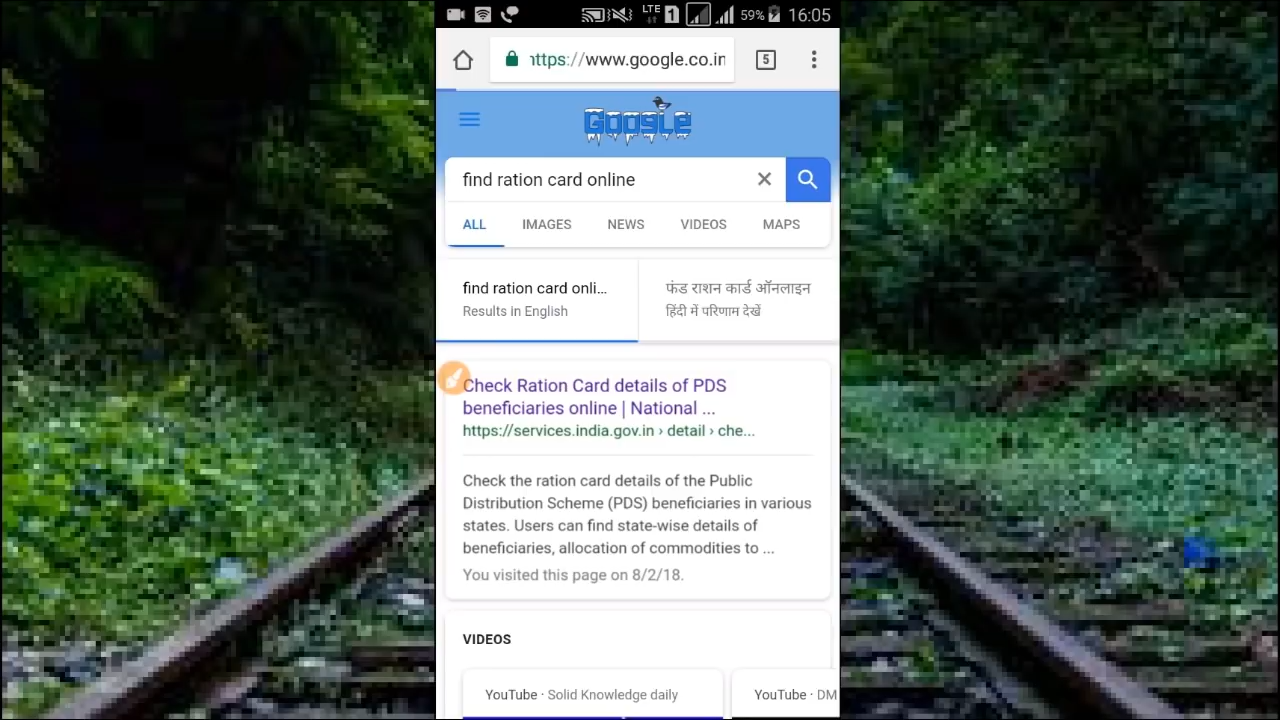 LTE 1 59% 16:05
https://www.google.co.in 5
Google
find ration card online
ALL IMAGES NEWS VIDEOS MAPS
find ration card onli... फंड राशन कार्ड ऑनलाइन
Results in English हिंदी में परिणाम देखें
Check Ration Card details of PDS
beneficiaries online | National ...
https://services.india.gov.in › detail › che...
Check the ration card details of the Public
Distribution Scheme (PDS) beneficiaries in various
states. Users can find state-wise details of
beneficiaries, allocation of commodities to ...
You visited this page on 8/2/18.
VIDEOS
YouTube · Solid Knowledge daily YouTube · DM